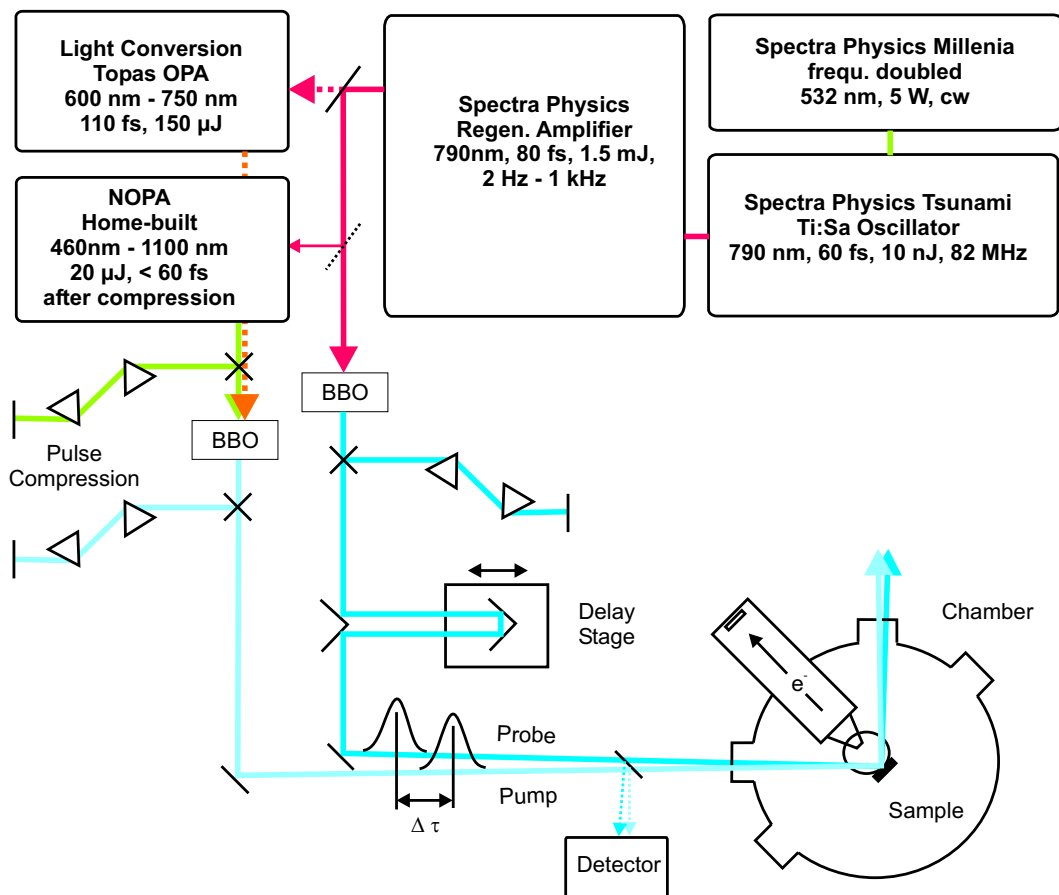 Light Conversion
Topas OPA
600 nm - 750 nm
110 fs, 150 µJ
Spectra Physics
Regen. Amplifier
790nm, 80 fs, 1.5 mJ,
2 Hz - 1 kHz
Spectra Physics Millenia
frequ. doubled
532 nm, 5 W, cw
NOPA
Home-built
460nm - 1100 nm
20 µJ, < 60 fs
after compression
Spectra Physics Tsunami
Ti:Sa Oscillator
790 nm, 60 fs, 10 nJ, 82 MHz
BBO
BBO
Pulse
Compression
Delay
Stage
Chamber
e-
Probe
Pump
Δ τ
Sample
Detector